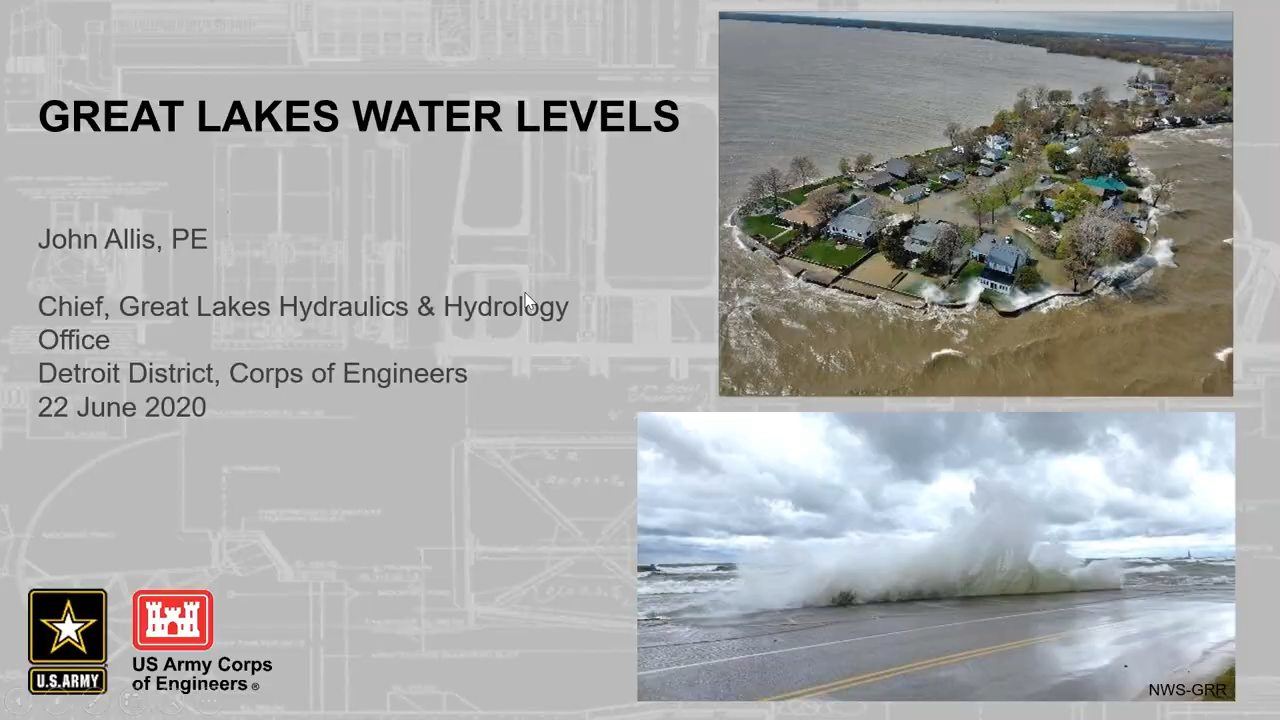 GREAT LAKES WATER LEVELS
John Allis, PE
Chief, Great Lakes Hydraulics & Hydrology
Office
Detroit District, Corps of Engineers
22 June 2020
U.S.ARMY
US Army Corps
of Engineers ®
NWS-GRR